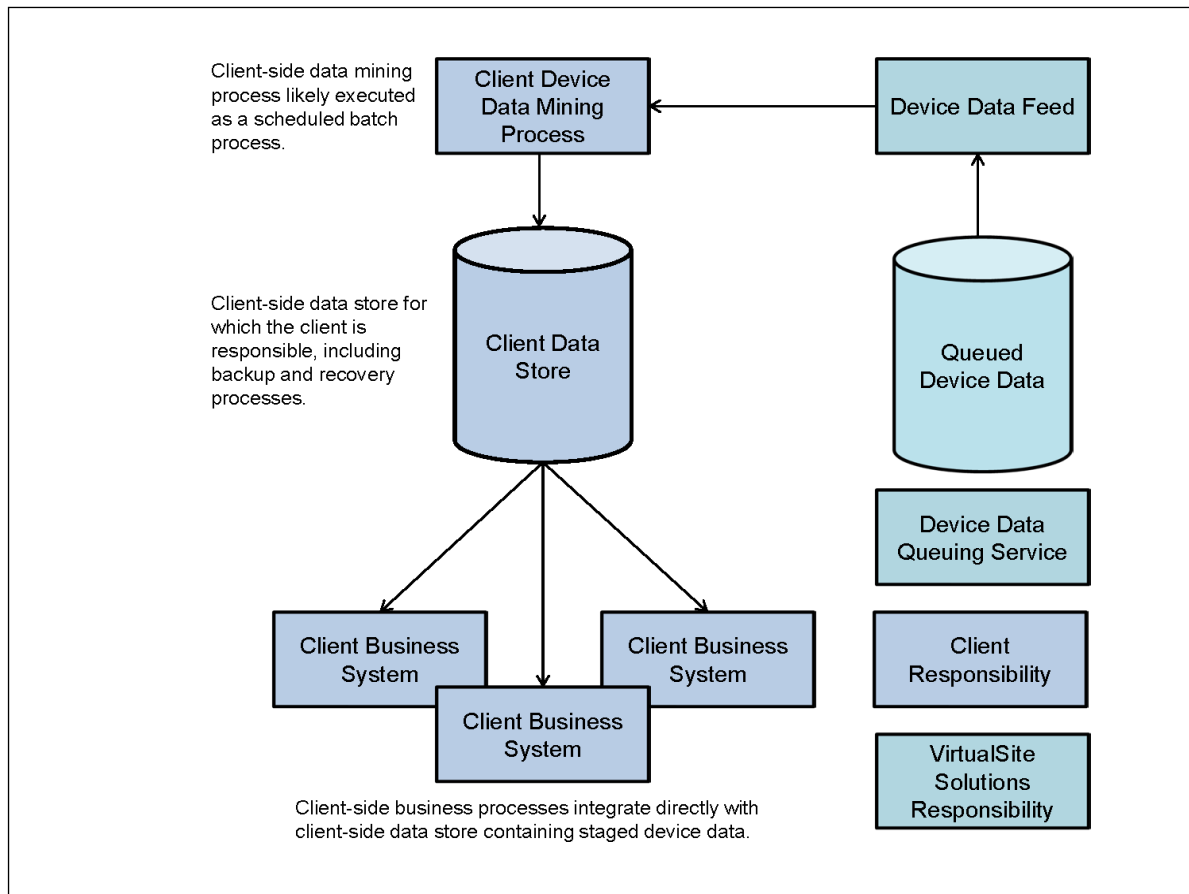 Client-side data mining
process likely executed
as a scheduled batch
process.
Client Device
Data Mining
Process
Device Data Feed
Client-side data store for
which the client is
responsible, including
backup and recovery
processes.
Client Data
Store
Queued
Device Data
Device Data
Queuing Service
Client Business
System
Client Business
System
Client Business
System
Client
Responsibility
VirtualSite
Solutions
Responsibility
Client-side business processes integrate directly with
client-side data store containing staged device data.